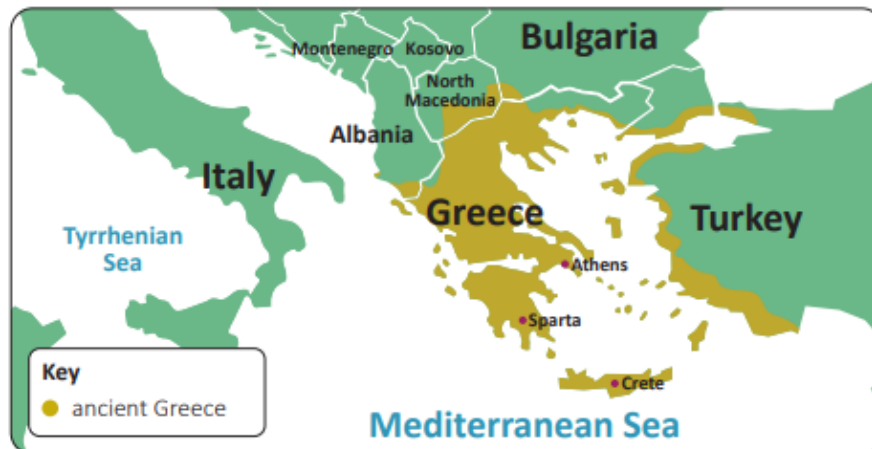 Bulgaria
Montenegro
Kosovo
North
Macedonia
Albania
Italy
Greece
Turkey
Tyrrhenian
Sea
Athens
Sparta
Key
ancient Greece
Crete
Mediterranean Sea